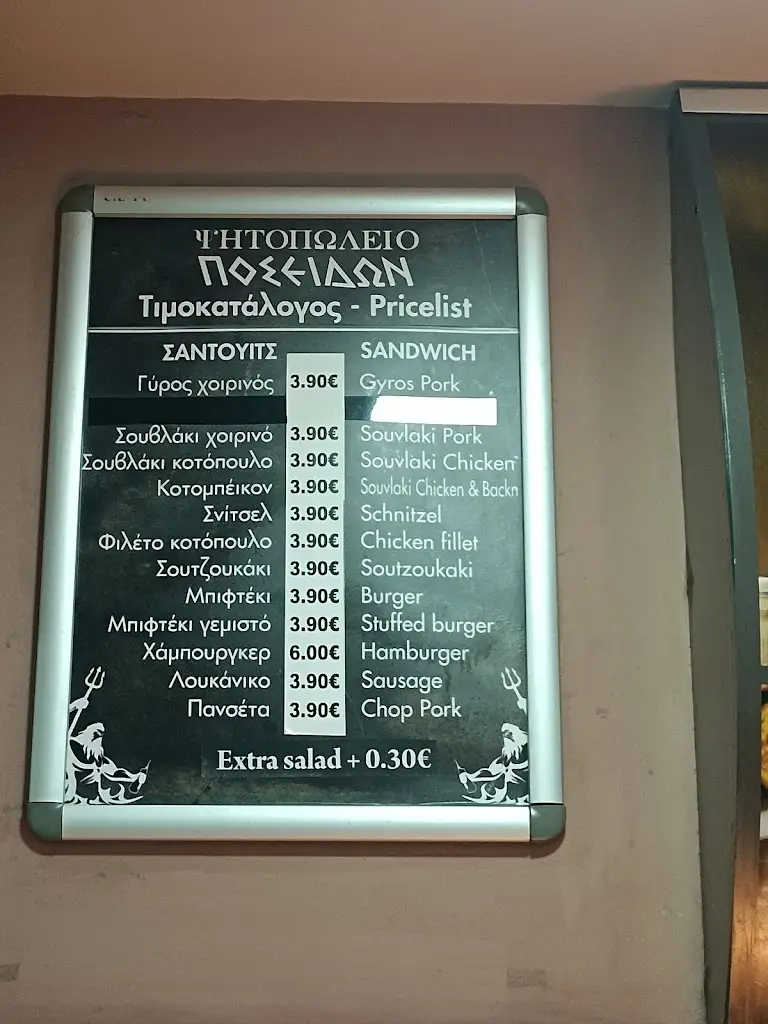 ΨΗΤΟΠΩΛΕΙΟ
ΠΟΣΕΙΔΩΝ
Τιμοκατάλογος - Pricelist
ΣΑΝΤΟΥΙΤΣ SANDWICH
Γύρος χοιρινός 3.90€ Gyros Pork
Σουβλάκι χοιρινό 3.90€ Souvlaki Pork
Σουβλάκι κοτόπουλο 3.90€ Souvlaki Chicken
Κοτομπέικον 3.90€ Souvlaki Chicken & Backn
Σνίτσελ 3.90€ Schnitzel
Φιλέτο κοτόπουλο 3.90€ Chicken fillet
Σουτζουκάκι 3.90€ Soutzoukaki
Μπιφτέκι 3.90€ Burger
Μπιφτέκι γεμιστό 3.90€ Stuffed burger
Χάμπουργκερ 6.00€ Hamburger
Λουκάνικο 3.90€ Sausage
Πανσέτα 3.90€ Chop Pork
Extra salad + 0.30€